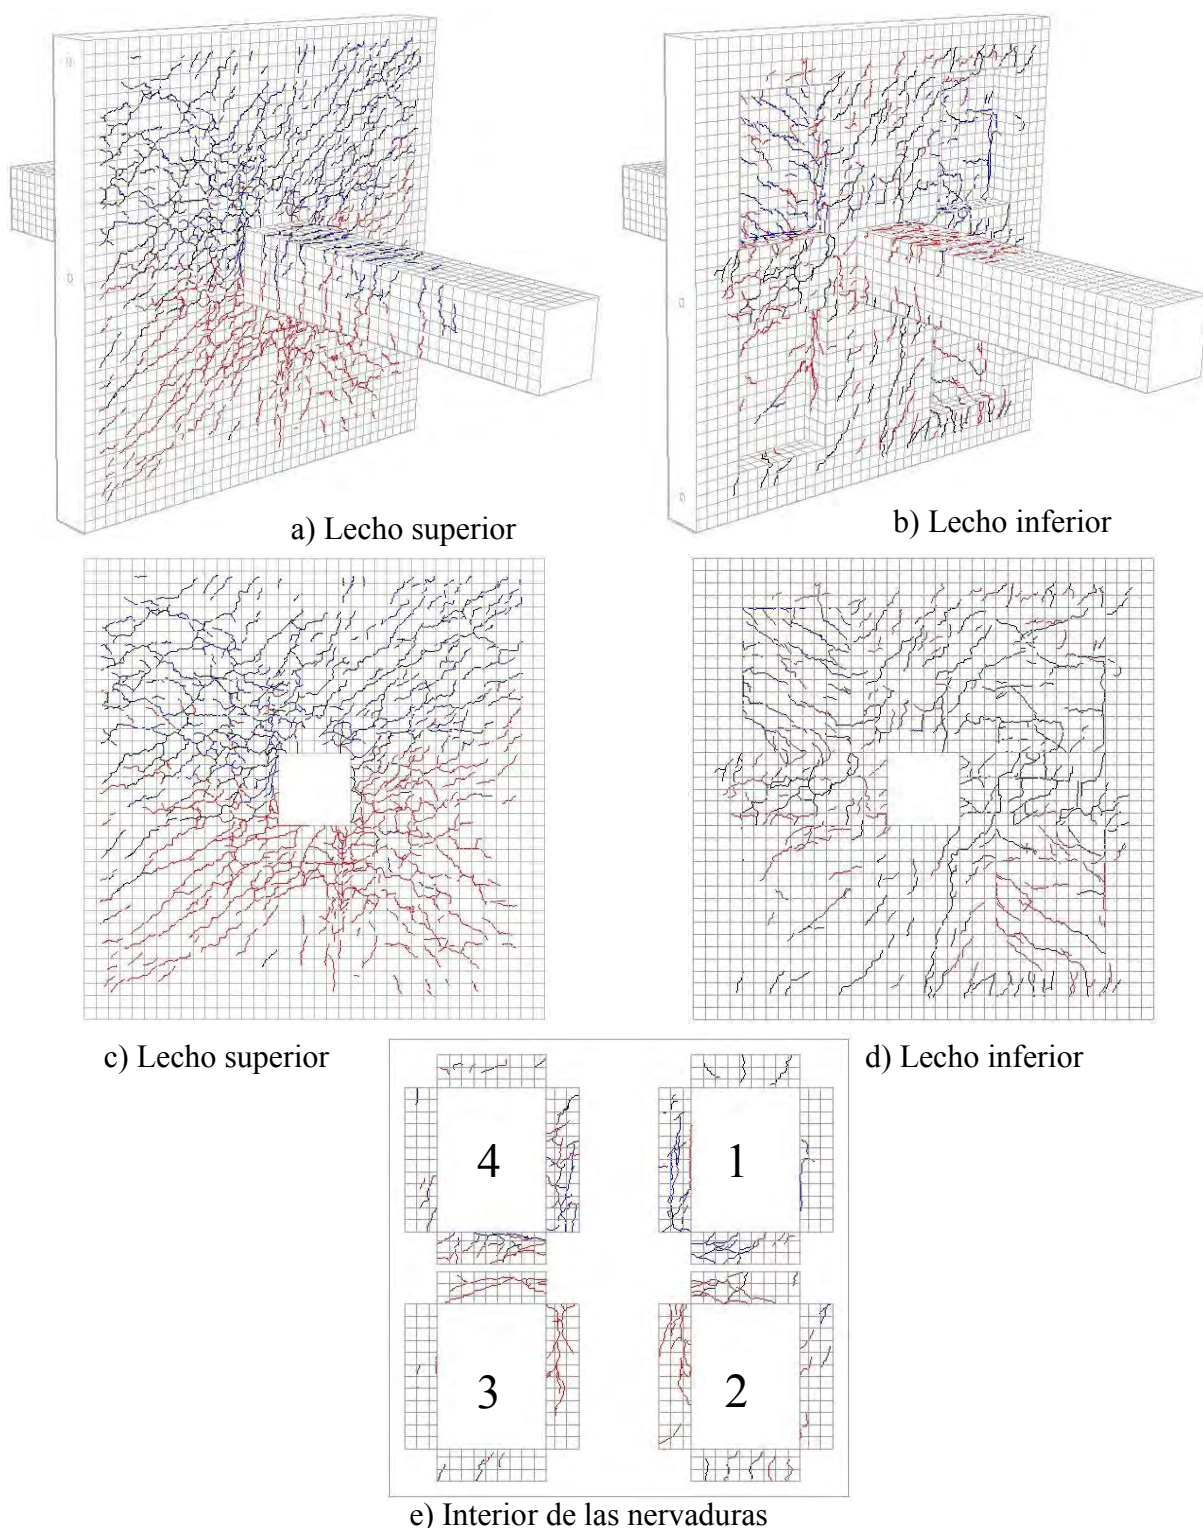 a) Lecho superior
b) Lecho inferior
c) Lecho superior
d) Lecho inferior
4
1
3
2
e) Interior de las nervaduras